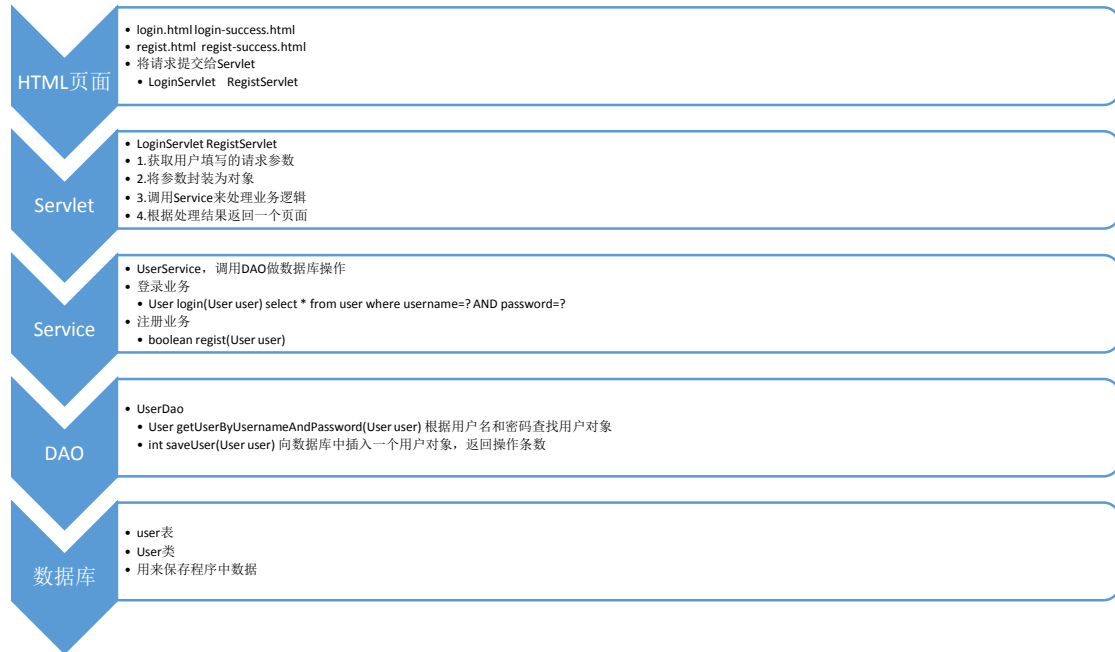 HTML页面
• login.html login-success.html
• regist.html regist-success.html
• 将请求提交给Servlet
• LoginServlet RegistServlet
Servlet
• LoginServlet RegistServlet
• 1.获取用户填写的请求参数
• 2.将参数封装为对象
• 3.调用Service来处理业务逻辑
• 4.根据处理结果返回一个页面
Service
• UserService，调用DAO做数据库操作
• 登录业务
• User login(User user) select * from user where username=? AND password=?
• 注册业务
• boolean regist(User user)
DAO
• UserDao
• User getUserByUsernameAndPassword(User user) 根据用户名和密码查找用户对象
• int saveUser(User user) 向数据库中插入一个用户对象，返回操作条数
数据库
• user表
• User类
• 用来保存程序中数据